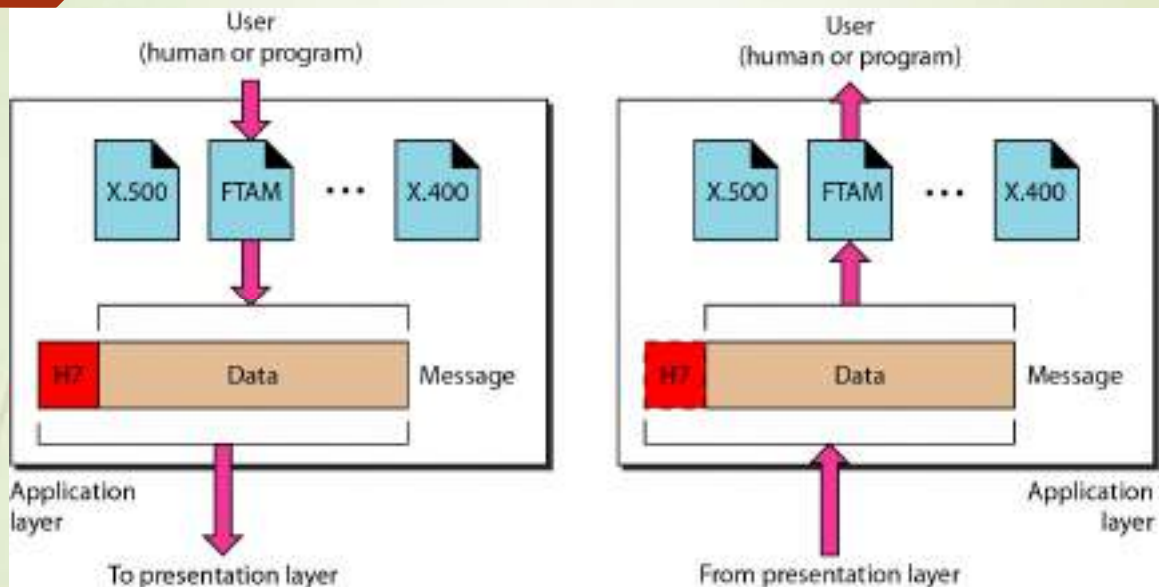 User
(human or program)
X.500
FTAM
...
X.400
H7
Data
Message
Application
layer
To presentation layer
User
(human or program)
X.500
FTAM
...
X.400
H7
Data
Message
Application
layer
From presentation layer